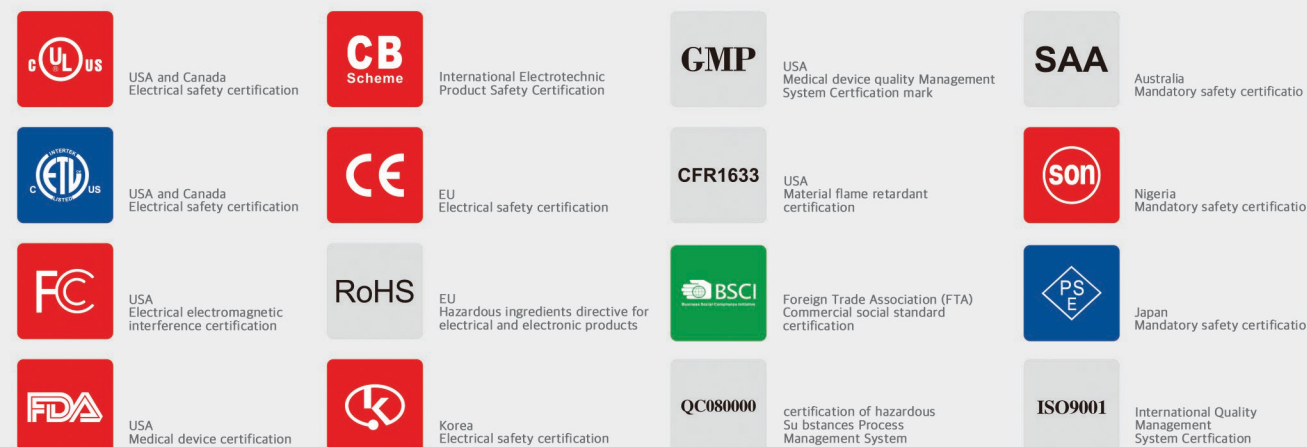 C UL US
USA and Canada
Electrical safety certification
CB
Scheme
International Electrotechnic
Product Safety Certification
GMP
USA
Medical device quality Management
System Certfication mark
SAA
Australia
Mandatory safety certificatio
INTERTEK
C ETL US
LISTED
USA and Canada
Electrical safety certification
CE
EU
Electrical safety certification
CFR1633
USA
Material flame retardant
certification
son
Nigeria
Mandatory safety certificatio
FC
USA
Electrical electromagnetic
interference certification
RoHS
EU
Hazardous ingredients directive for
electrical and electronic products
BSCI
Business Social Compliance Initiative
Foreign Trade Association (FTA)
Commercial social standard
certification
PS
E
Japan
Mandatory safety certificatio
FDA
USA
Medical device certification
K
Korea
Electrical safety certification
QC080000
certification of hazardous
Su bstances Process
Management System
ISO9001
International Quality
Management
System Certfication